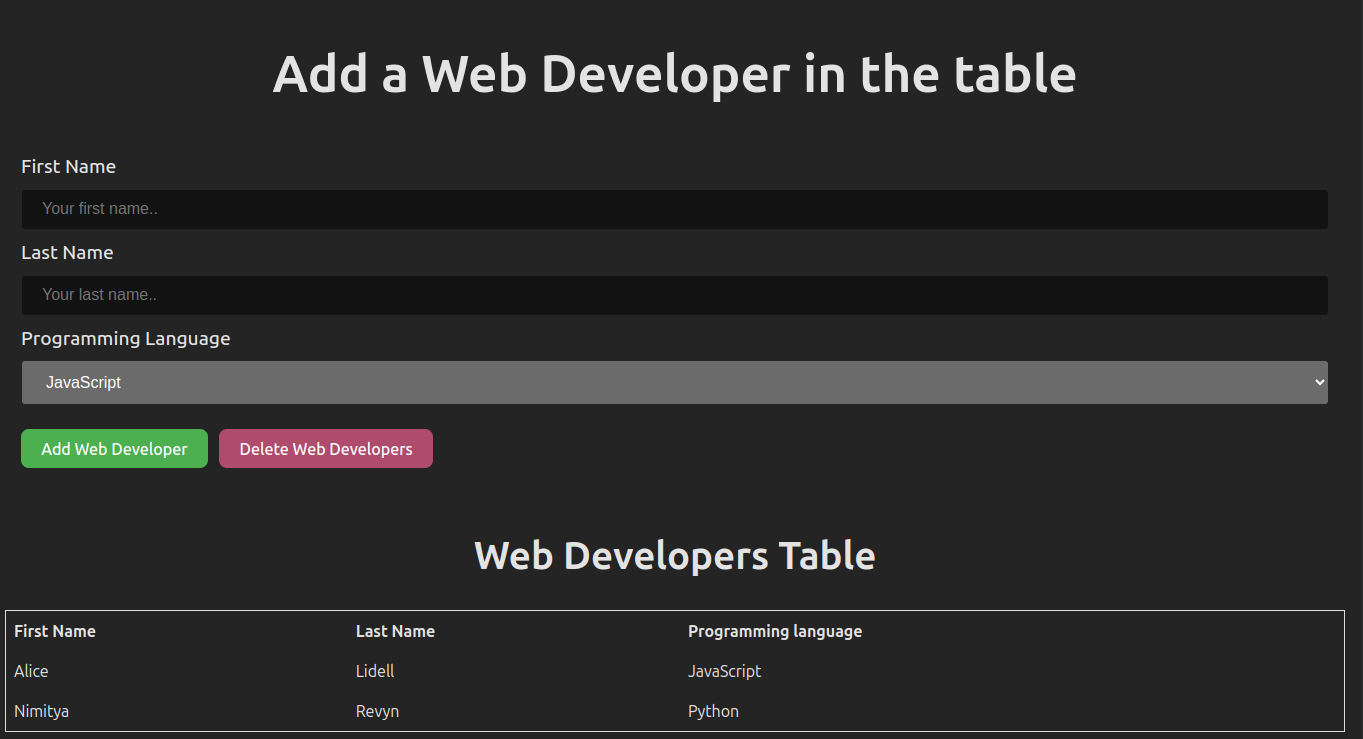 Add a Web Developer in the table
First Name
Your first name..
Last Name
Your last name..
Programming Language
JavaScript
Add Web Developer Delete Web Developers
Web Developers Table
First Name Last Name Programming language
Alice Lidell JavaScript
Nimitya Revyn Python